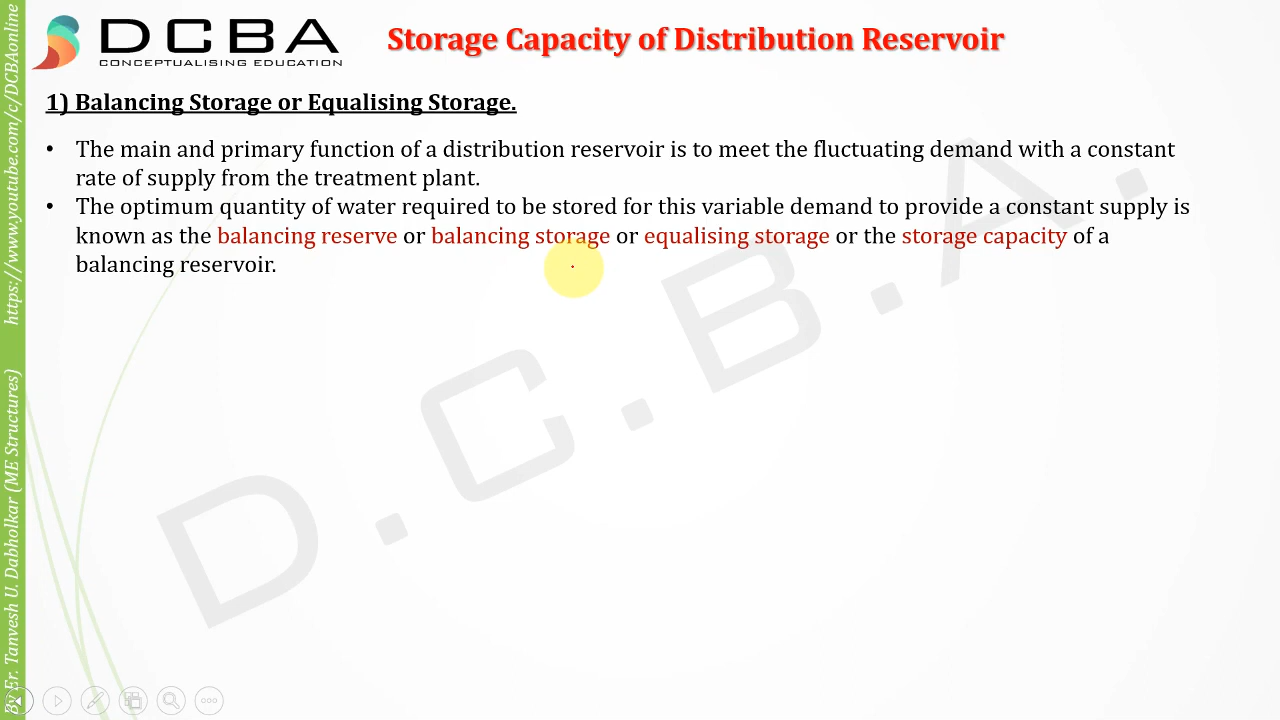 DCBA
CONCEPTUALISING EDUCATION
Storage Capacity of Distribution Reservoir
1) Balancing Storage or Equalising Storage.
• The main and primary function of a distribution reservoir is to meet the fluctuating demand with a constant
rate of supply from the treatment plant.
• The optimum quantity of water required to be stored for this variable demand to provide a constant supply is
known as the balancing reserve or balancing storage or equalising storage or the storage capacity of a
balancing reservoir.
D.C.B.A.
By Er. Tanvesh U. Dabholkar (ME Structures) https://www.youtube.com/c/DCBAonline